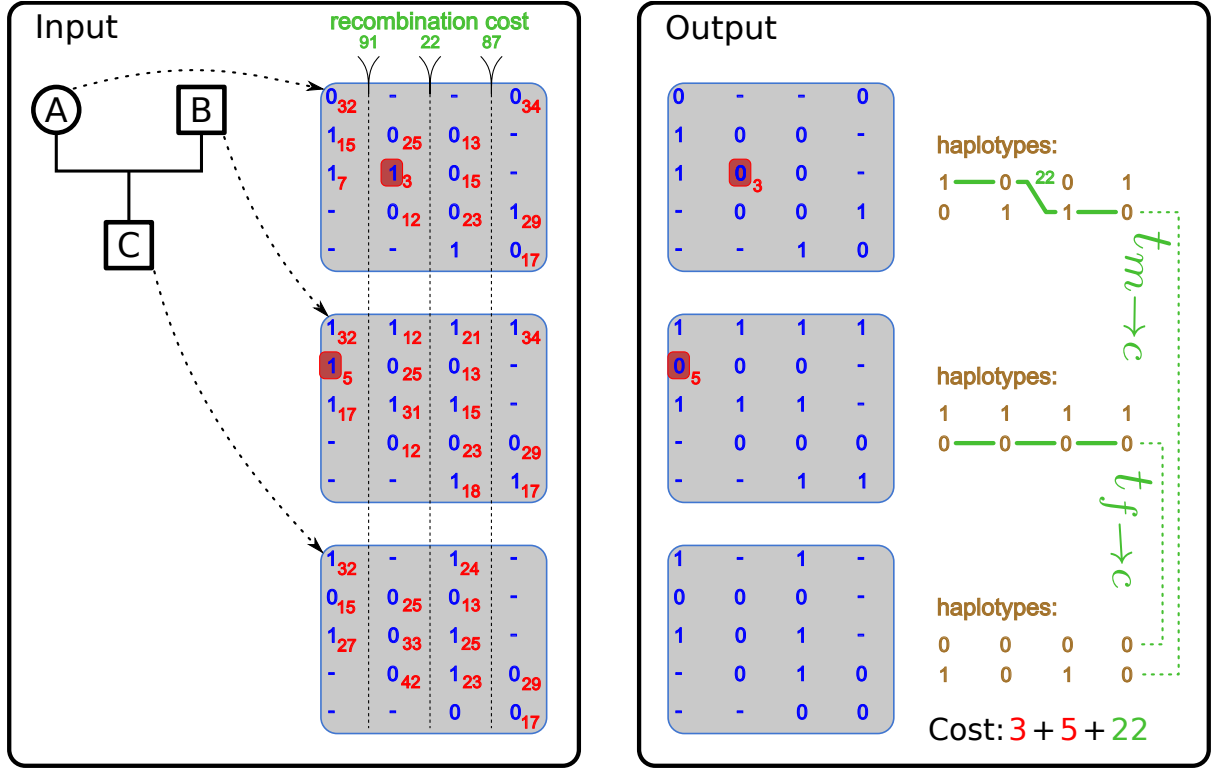 Input
recombination cost
91 22 87
A B
C
0 32 - - 0 34
1 15 0 25 0 13 -
1 7 1 3 0 15 -
- 0 12 0 23 1 29
- - 1 0 17
1 32 1 12 1 21 1 34
1 5 0 25 0 13 -
1 17 1 31 1 15 -
- 0 12 0 23 0 29
- - 1 18 1 17
1 32 - 1 24 -
0 15 0 25 0 13 -
1 27 0 33 1 25 -
- 0 42 1 23 0 29
- - 0 0 17
Output
0 - - 0
1 0 0 -
1 0 3 0 -
- 0 0 1
- - 1 0
haplotypes:
1 0 22 0 1
0 1 1 0
t m→c
1 1 1 1
0 5 0 0 -
1 1 1 -
- 0 0 0
- - 1 1
haplotypes:
1 1 1 1
0 0 0 0
t f→c
1 - 1 -
0 0 0 -
1 0 1 -
- 0 1 0
- - 0 0
haplotypes:
0 0 0 0
1 0 1 0
Cost: 3 + 5 + 22